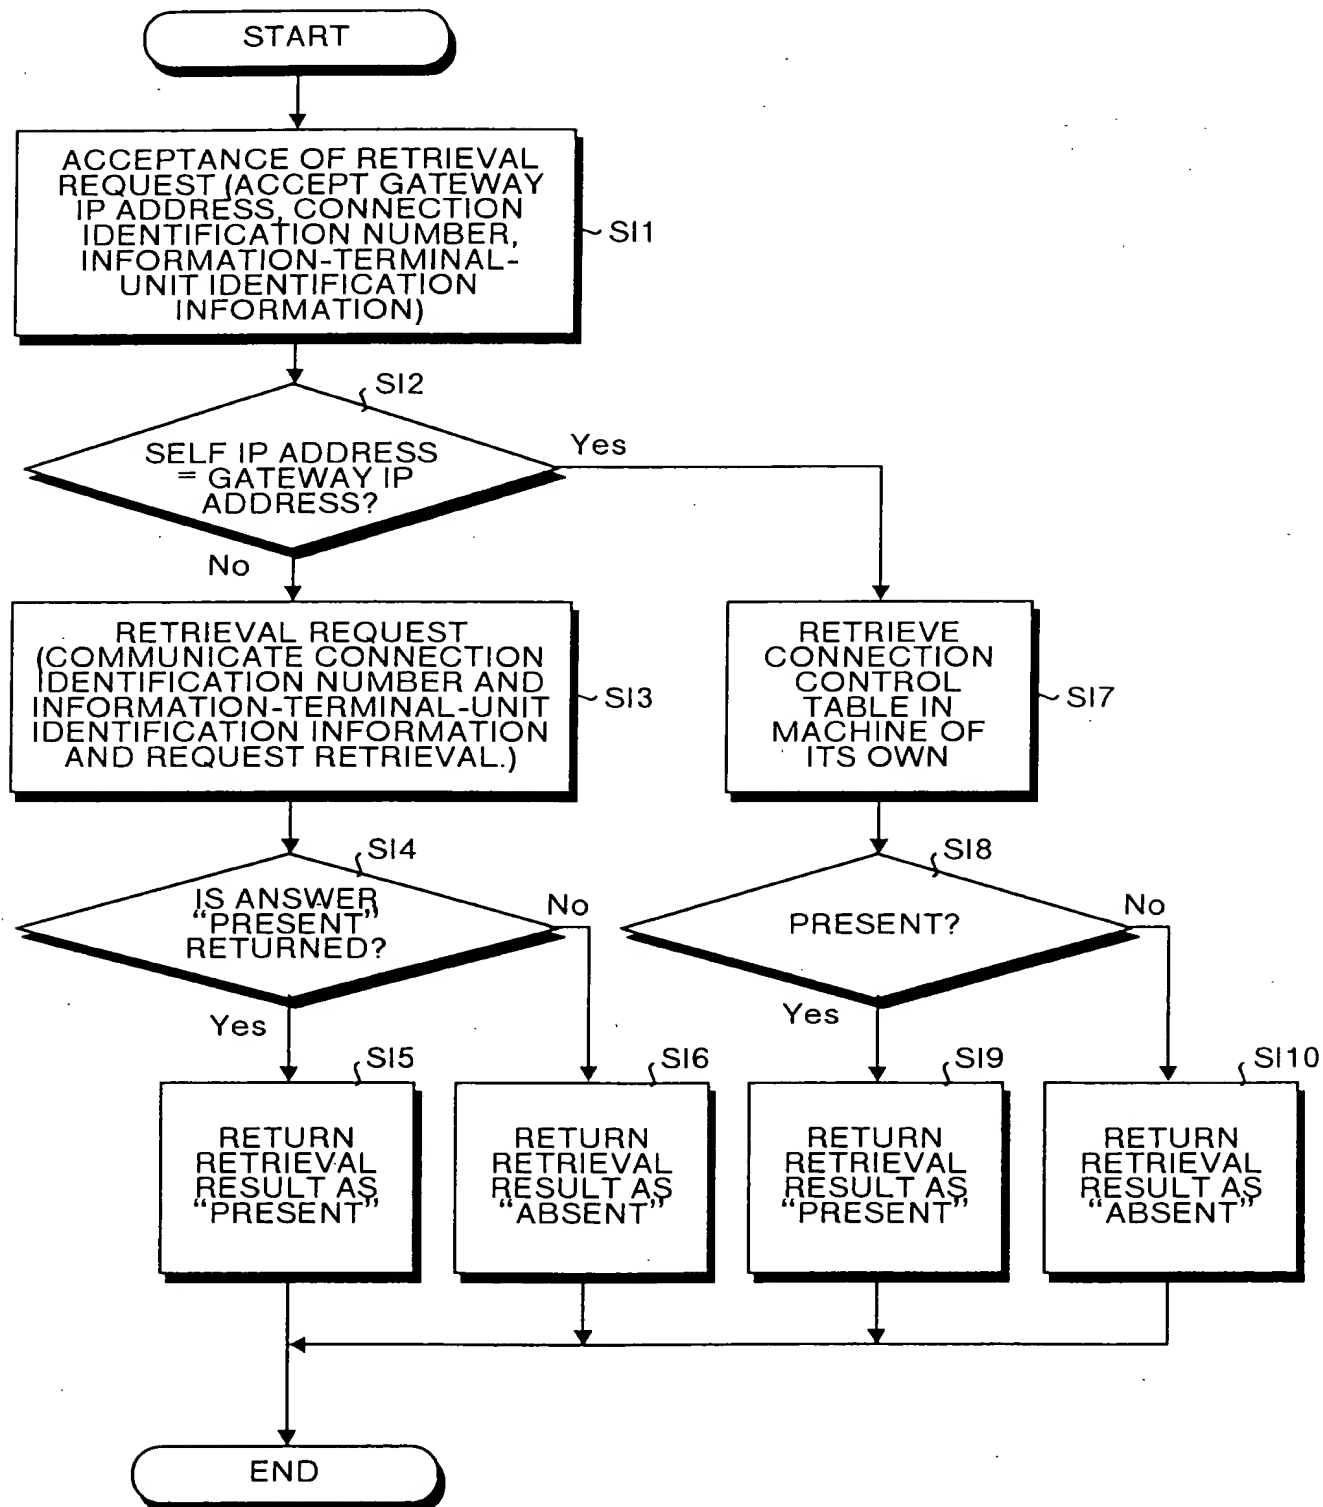 START
ACCEPTANCE OF RETRIEVAL
REQUEST (ACCEPT GATEWAY
IP ADDRESS, CONNECTION
IDENTIFICATION NUMBER,
INFORMATION-TERMINAL-
UNIT IDENTIFICATION
INFORMATION)
SI1
SI2
SELF IP ADDRESS
= GATEWAY IP
ADDRESS?
Yes
No
RETRIEVAL REQUEST
(COMMUNICATE CONNECTION
IDENTIFICATION NUMBER AND
INFORMATION-TERMINAL-UNIT
IDENTIFICATION INFORMATION
AND REQUEST RETRIEVAL.)
SI3
RETRIEVE
CONNECTION
CONTROL
TABLE IN
MACHINE OF
ITS OWN
SI7
SI4
IS ANSWER
“PRESENT”
RETURNED?
No
Yes
SI8
PRESENT?
No
Yes
SI5
RETURN
RETRIEVAL
RESULT AS
“PRESENT”
SI6
RETURN
RETRIEVAL
RESULT AS
“ABSENT”
SI9
RETURN
RETRIEVAL
RESULT AS
“PRESENT”
SI10
RETURN
RETRIEVAL
RESULT AS
“ABSENT”
END